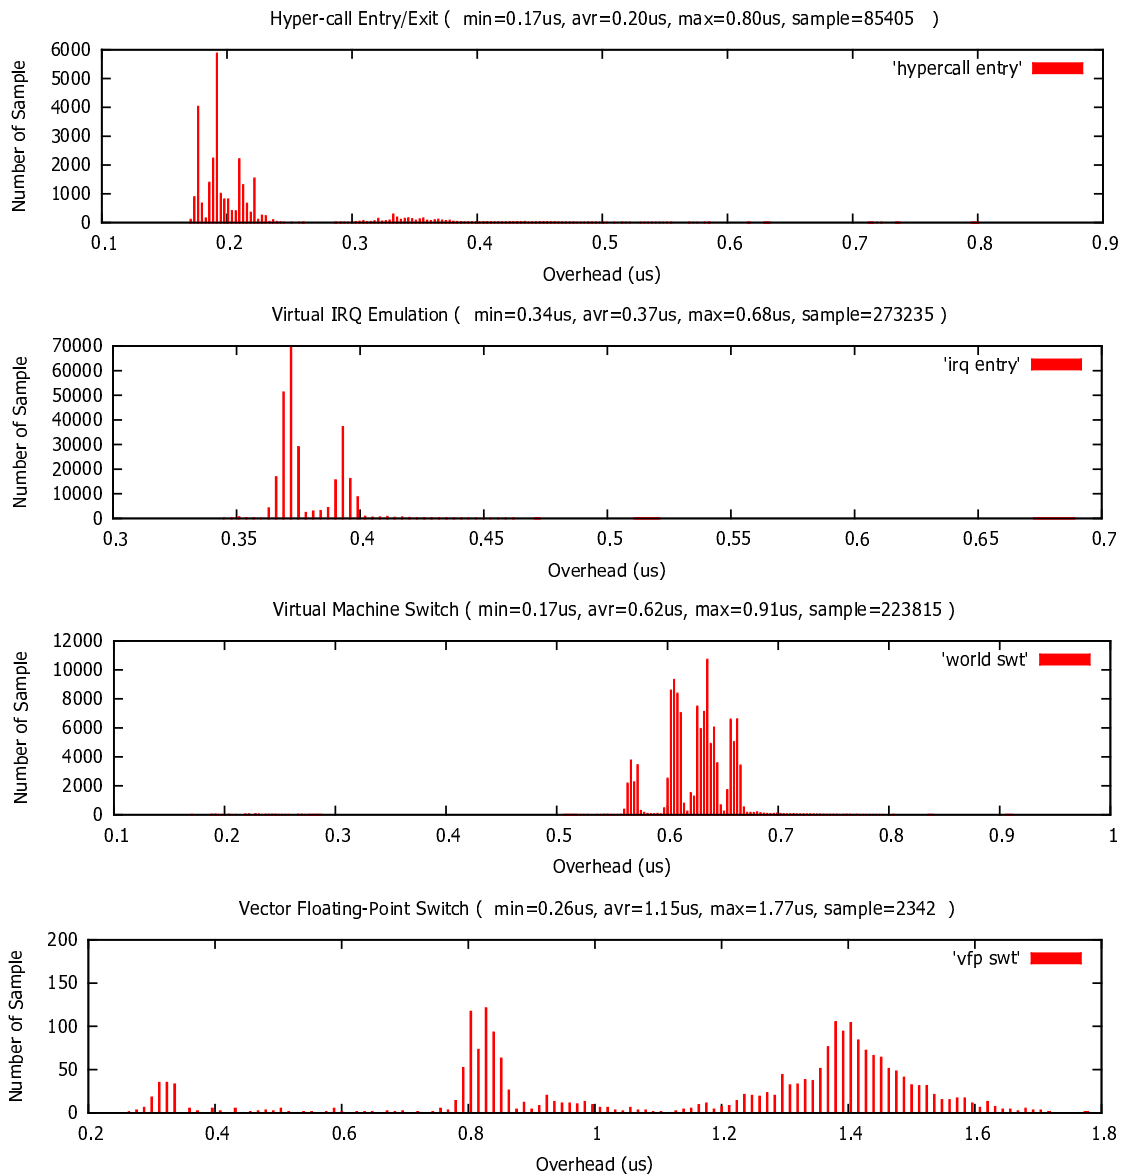 Hyper-call Entry/Exit ( min=0.17us, avr=0.20us, max=0.80us, sample=85405 )
6000
5000
4000
3000
2000
1000
0
Number of Sample
'hypercall entry'
0.1 0.2 0.3 0.4 0.5 0.6 0.7 0.8 0.9
Overhead (us)
Virtual IRQ Emulation ( min=0.34us, avr=0.37us, max=0.68us, sample=273235 )
70000
60000
50000
40000
30000
20000
10000
0
Number of Sample
'irq entry'
0.3 0.35 0.4 0.45 0.5 0.55 0.6 0.65 0.7
Overhead (us)
Virtual Machine Switch ( min=0.17us, avr=0.62us, max=0.91us, sample=223815 )
12000
10000
8000
6000
4000
2000
0
Number of Sample
'world swt'
0.1 0.2 0.3 0.4 0.5 0.6 0.7 0.8 0.9 1
Overhead (us)
Vector Floating-Point Switch ( min=0.26us, avr=1.15us, max=1.77us, sample=2342 )
200
150
100
50
0
Number of Sample
'vfp swt'
0.2 0.4 0.6 0.8 1 1.2 1.4 1.6 1.8
Overhead (us)